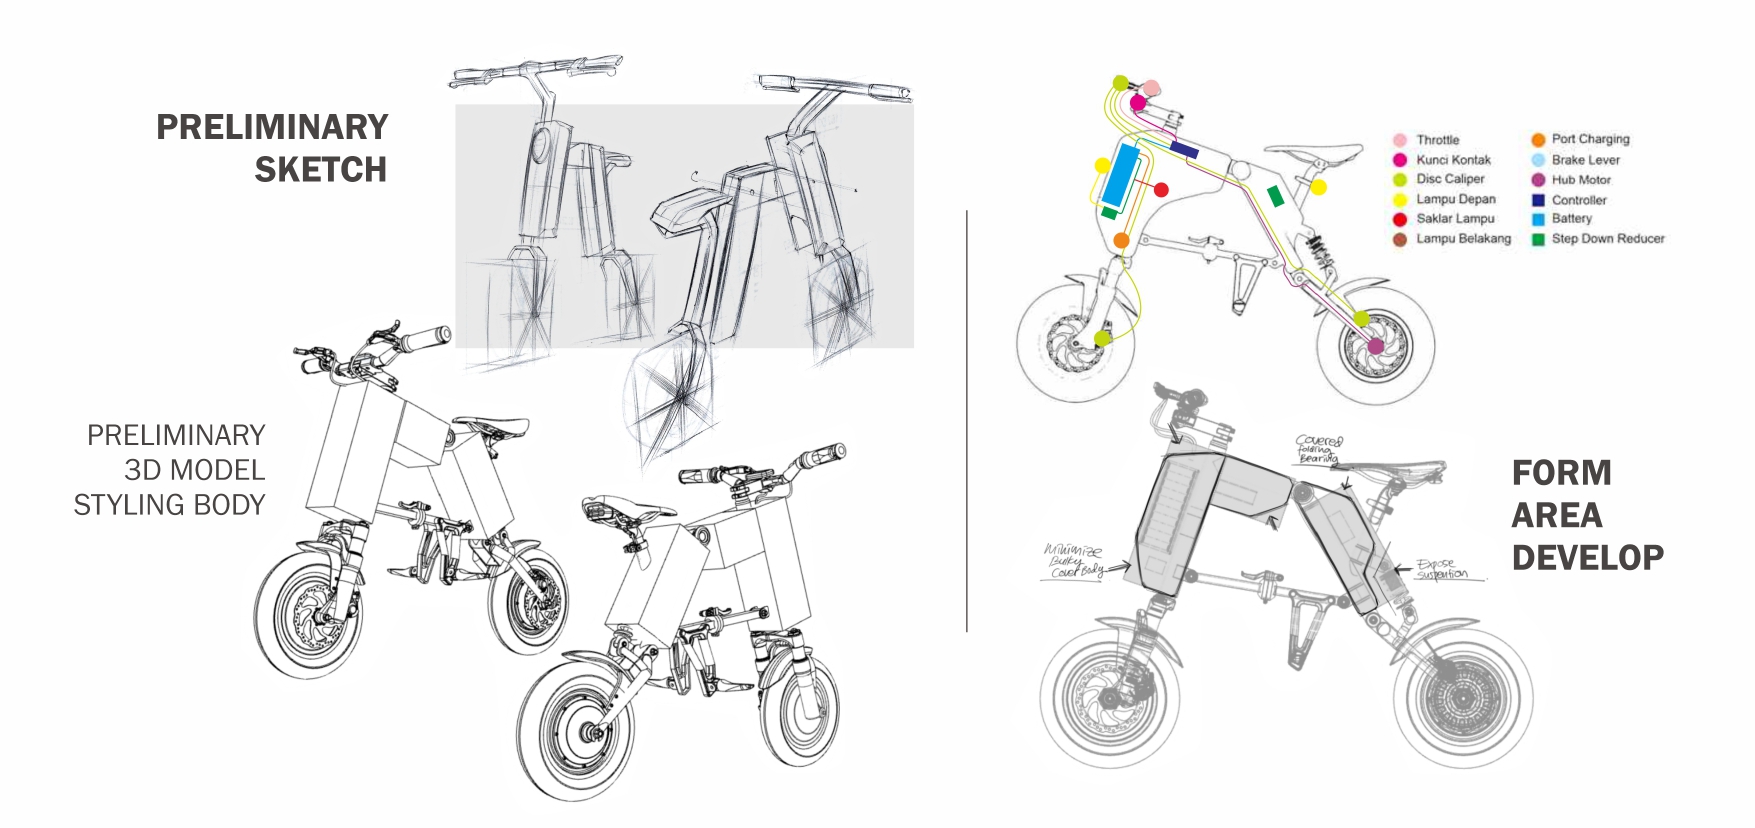 PRELIMINARY
SKETCH
PRELIMINARY
3D MODEL
STYLING BODY
Throttle
Kunci Kontak
Disc Caliper
Lampu Depan
Saklar Lampu
Lampu Belakang
Port Charging
Brake Lever
Hub Motor
Controller
Battery
Step Down Reducer
Covered
folding
Bearing
Minimize
Bulky
Cover Body
Expose
suspention
FORM
AREA
DEVELOP